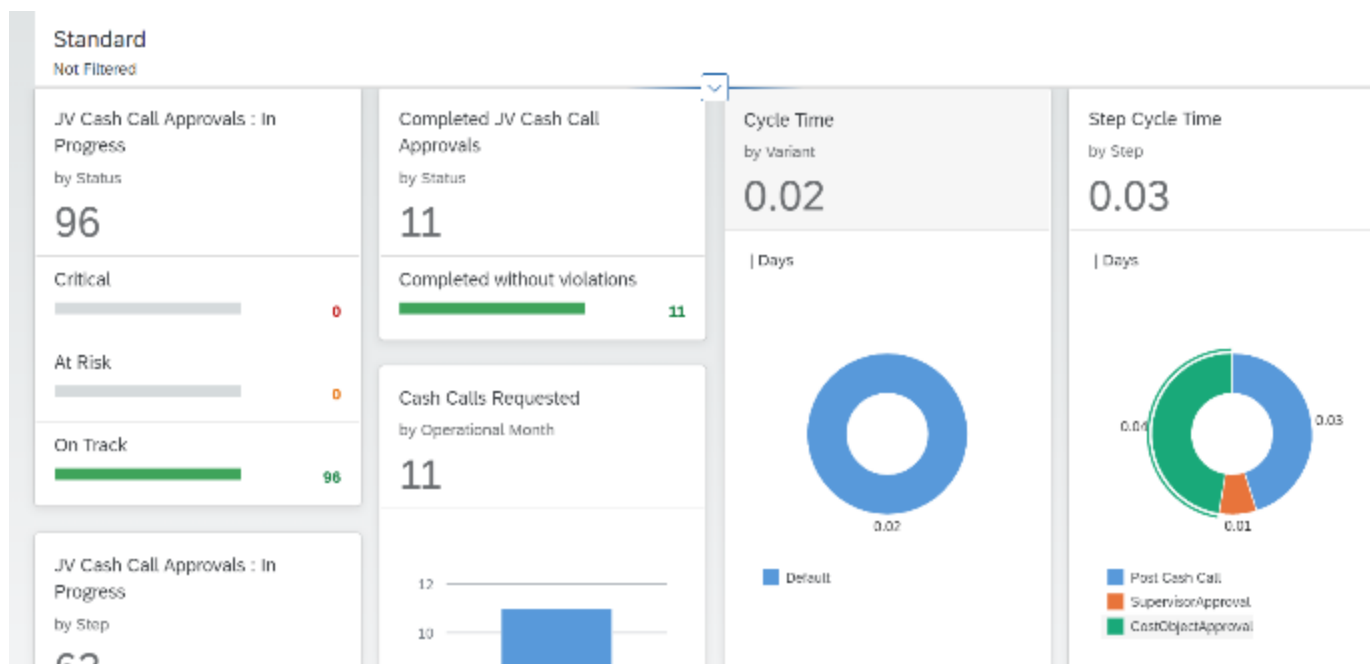 Standard
Not Filtered
JV Cash Call Approvals : In
Progress
by Status
96
Critical
0
At Risk
0
On Track
96
JV Cash Call Approvals : In
Progress
by Step
Completed JV Cash Call
Approvals
by Status
11
Completed without violations
11
Cash Calls Requested
by Operational Month
11
12
10
Cycle Time
by Variant
0.02
| Days
0.02
Default
Step Cycle Time
by Step
0.03
| Days
0.04
0.03
0.01
Post Cash Call
SupervisorApproval
CostObjectApproval